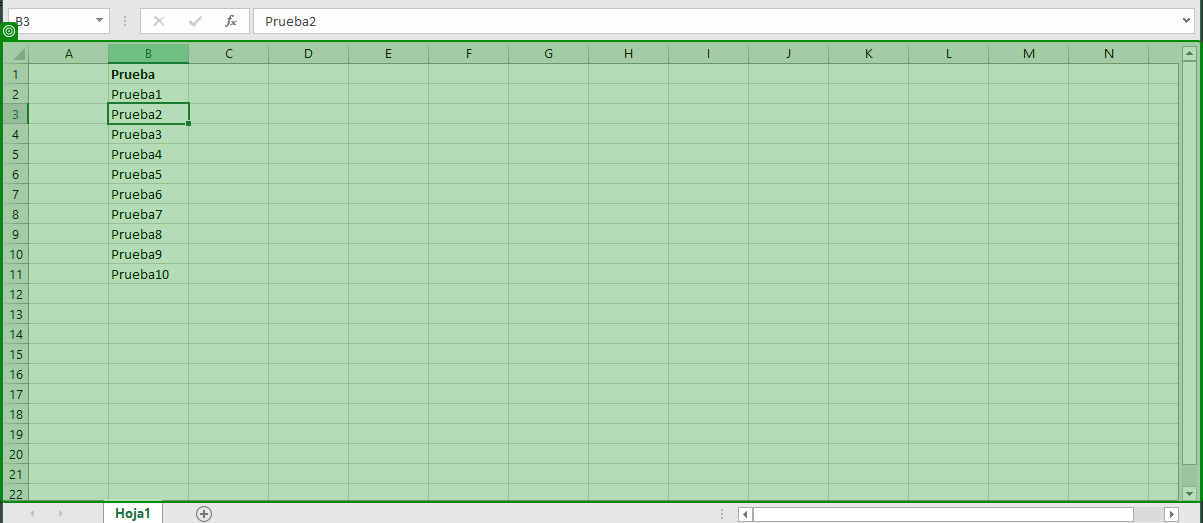 B3 fx Prueba2
A B C D E F G H I J K L M N
1 Prueba
2 Prueba1
3 Prueba2
4 Prueba3
5 Prueba4
6 Prueba5
7 Prueba6
8 Prueba7
9 Prueba8
10 Prueba9
11 Prueba10
12
13
14
15
16
17
18
19
20
21
22
Hoja1